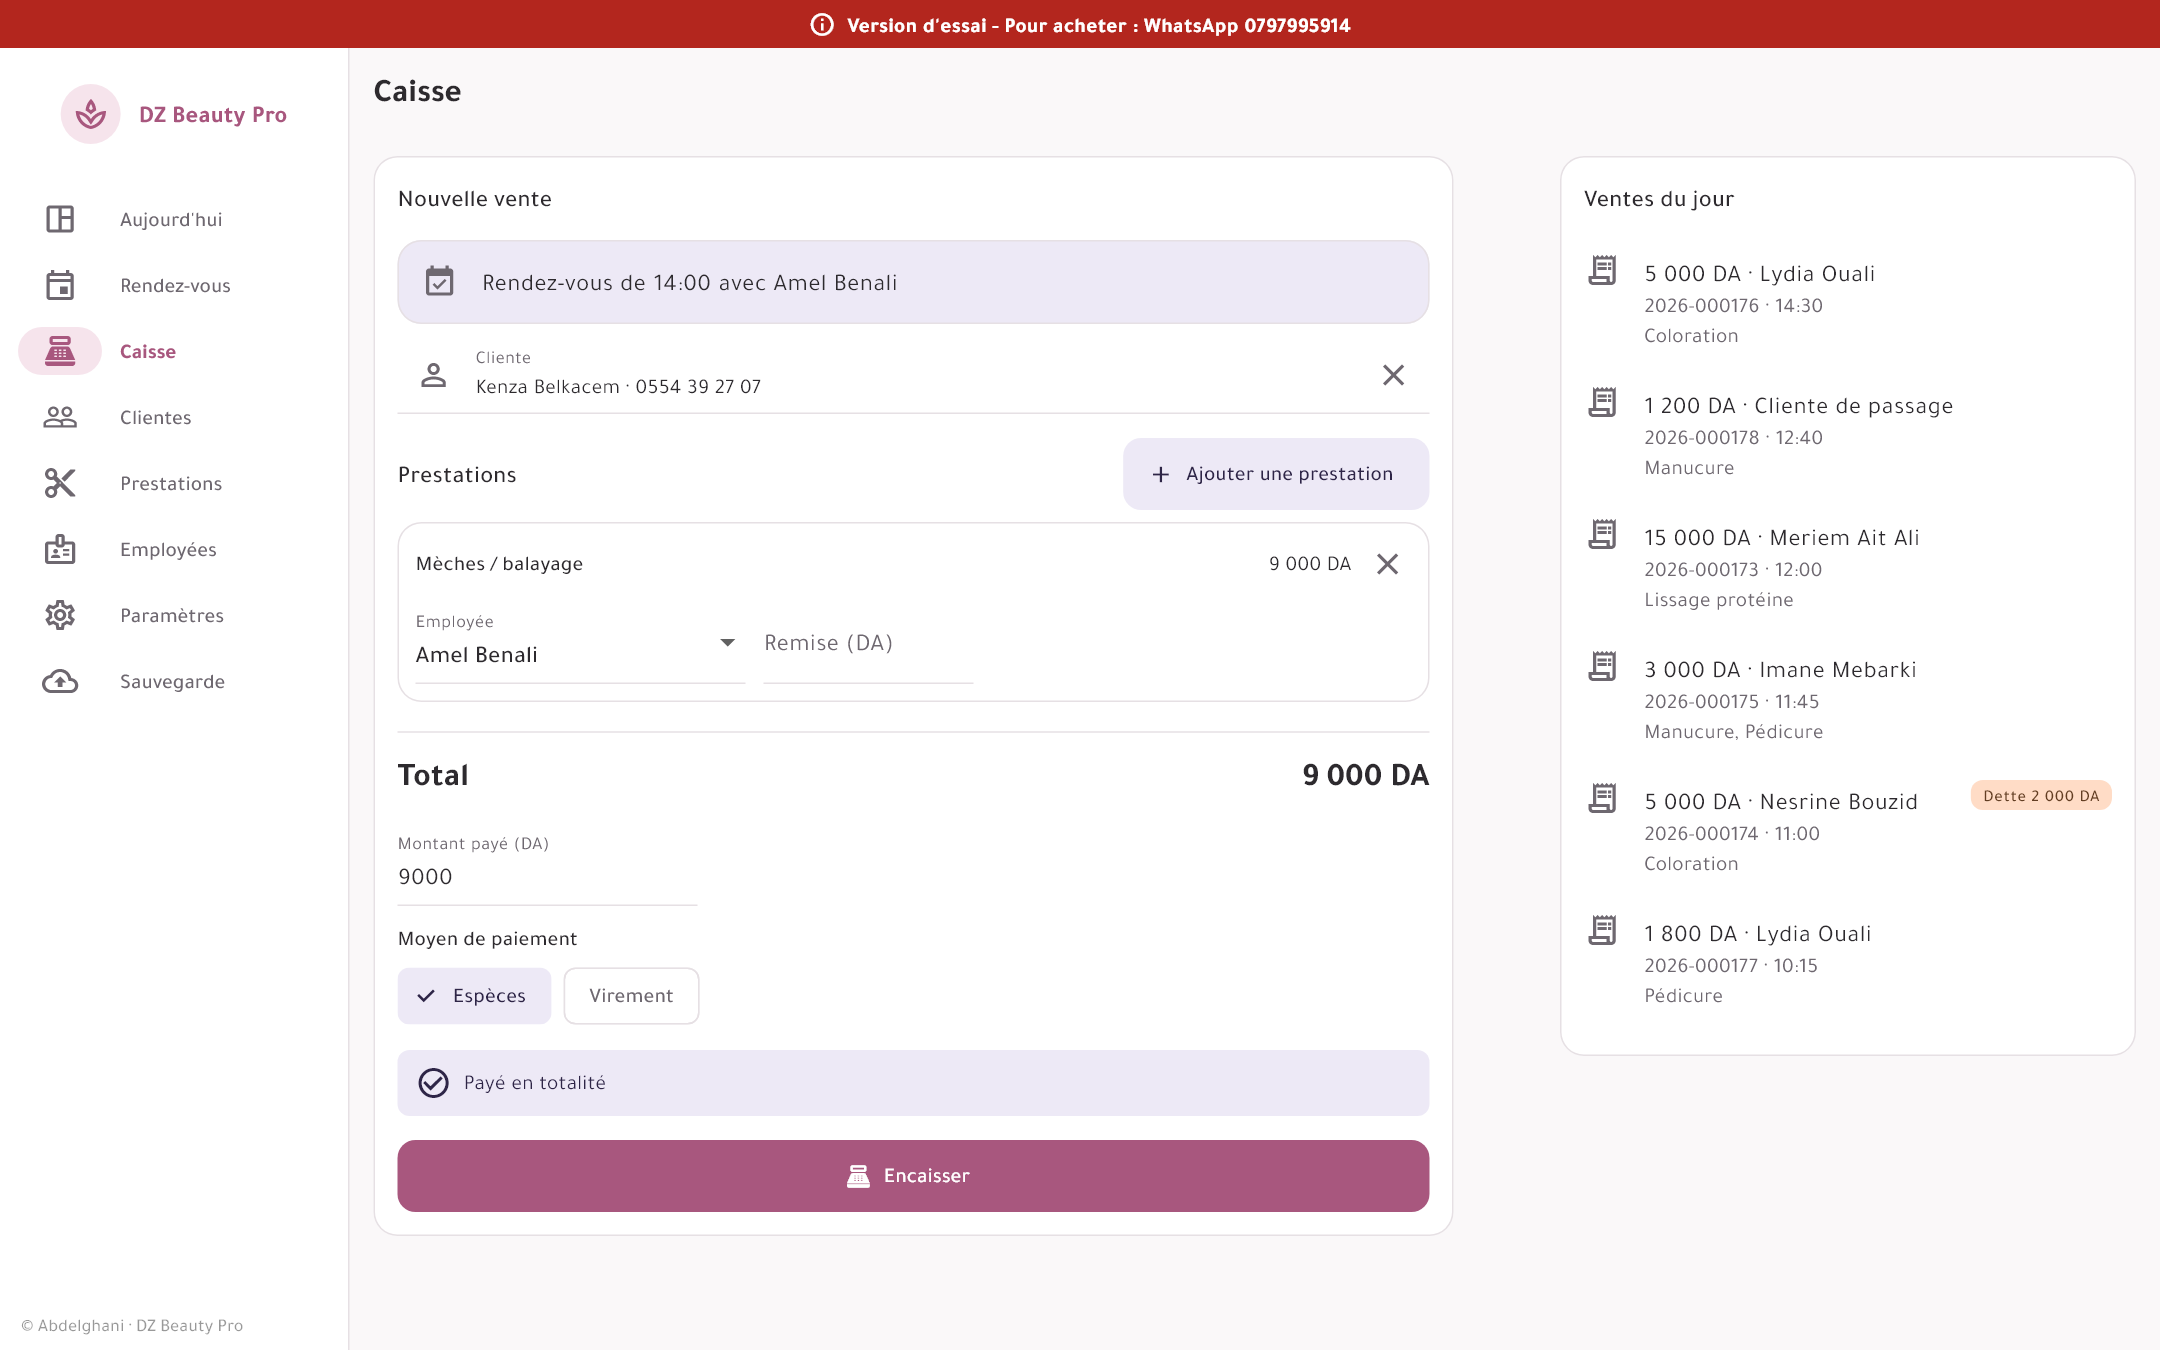 Version d'essai - Pour acheter : WhatsApp 0797995914
DZ Beauty Pro
Aujourd'hui
Rendez-vous
Caisse
Clientes
Prestations
Employées
Paramètres
Sauvegarde
© Abdelghani · DZ Beauty Pro
Caisse
Nouvelle vente
Rendez-vous de 14:00 avec Amel Benali
Cliente
Kenza Belkacem · 0554 39 27 07
Prestations
Ajouter une prestation
Mèches / balayage
9 000 DA
Employée
Amel Benali
Remise (DA)
Total
9 000 DA
Montant payé (DA)
9000
Moyen de paiement
Espèces
Virement
Payé en totalité
Encaisser
Ventes du jour
5 000 DA · Lydia Ouali
2026-000176 · 14:30
Coloration
1 200 DA · Cliente de passage
2026-000178 · 12:40
Manucure
15 000 DA · Meriem Ait Ali
2026-000173 · 12:00
Lissage protéine
3 000 DA · Imane Mebarki
2026-000175 · 11:45
Manucure, Pédicure
5 000 DA · Nesrine Bouzid
Dette 2 000 DA
2026-000174 · 11:00
Coloration
1 800 DA · Lydia Ouali
2026-000177 · 10:15
Pédicure